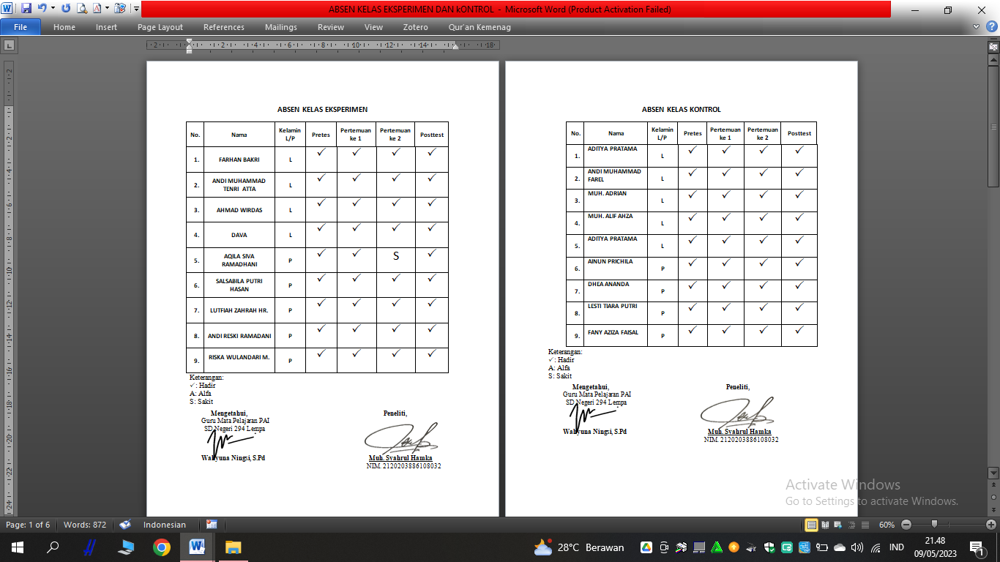 ABSEN KELAS EKSPERIMEN DAN kONTROL - Microsoft Word (Product Activation Failed)
File Home Insert Page Layout References Mailings Review View Zotero Qur'an Kemenag
2 2 4 6 8 10 12 14 18
ABSEN KELAS EKSPERIMEN
No. Nama Kelamin L/P Pretes Pertemuan ke 1 Pertemuan ke 2 Posttest
1. FARHAN BAKRI L ✓ ✓ ✓ ✓
2. ANDI MUHAMMAD TENRI ATTA L ✓ ✓ ✓ ✓
3. AHMAD WIRDAS L ✓ ✓ ✓ ✓
4. DAVA L ✓ ✓ ✓ ✓
5. AQILA SIVA RAMADHANI P ✓ ✓ S ✓
6. SALSABILA PUTRI HASAN P ✓ ✓ ✓ ✓
7. LUTFIAH ZAHRAH HR. P ✓ ✓ ✓ ✓
8. ANDI RESKI RAMADANI P ✓ ✓ ✓ ✓
9. RISKA WULANDARI M. P ✓ ✓ ✓ ✓
Keterangan:
✓: Hadir
A: Alfa
S: Sakit
Mengetahui, Peneliti,
Guru Mata Pelajaran PAI
SD Negeri 294 Lempa
Wahyuna Ningsi, S.Pd Muh. Syahrul Hamka
NIM. 2120203886108032
ABSEN KELAS KONTROL
No. Nama Kelamin L/P Pretes Pertemuan ke 1 Pertemuan ke 2 Posttest
1. ADITYA PRATAMA L ✓ ✓ ✓ ✓
2. ANDI MUHAMMAD FAREL L ✓ ✓ ✓ ✓
3. MUH. ADRIAN L ✓ ✓ ✓ ✓
4. MUH. ALIF AHZA L ✓ ✓ ✓ ✓
5. ADITYA PRATAMA L ✓ ✓ ✓ ✓
6. AINUN PRICHILA P ✓ ✓ ✓ ✓
7. DHEA ANANDA P ✓ ✓ ✓ ✓
8. LESTI TIARA PUTRI P ✓ ✓ ✓ ✓
9. FANY AZIZA FAISAL P ✓ ✓ ✓ ✓
Keterangan:
✓: Hadir
A: Alfa
S: Sakit
Mengetahui, Peneliti,
Guru Mata Pelajaran PAI
SD Negeri 294 Lempa
Wahyuna Ningsi, S.Pd Muh. Syahrul Hamka
NIM. 2120203886108032
Activate Windows
Go to Settings to activate Windows.
Page: 1 of 6 Words: 872 Indonesian 60%
28°C Berawan IND 21.48
09/05/2023